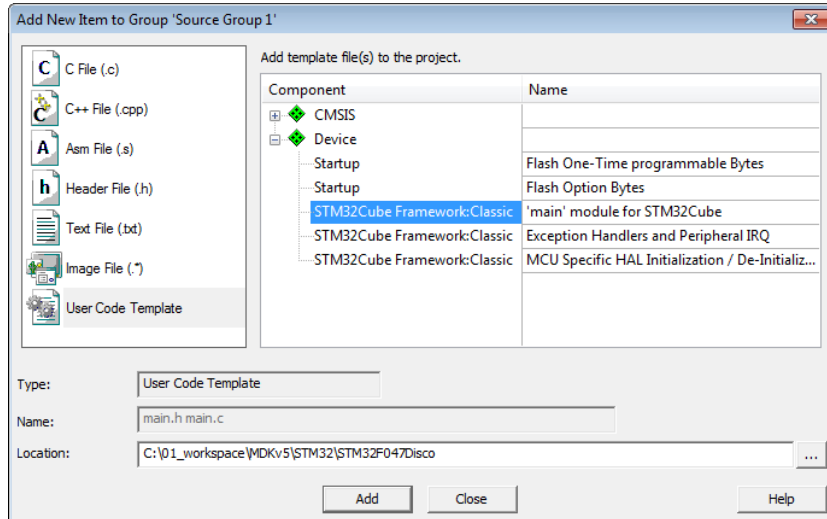 Add New Item to Group 'Source Group 1'
C File (.c)
C++ File (.cpp)
Asm File (.s)
Header File (.h)
Text File (.txt)
Image File (.*)
User Code Template
Add template file(s) to the project.
Component Name
CMSIS
Device
Startup Flash One-Time programmable Bytes
Startup Flash Option Bytes
STM32Cube Framework:Classic 'main' module for STM32Cube
STM32Cube Framework:Classic Exception Handlers and Peripheral IRQ
STM32Cube Framework:Classic MCU Specific HAL Initialization / De-Initializ...
Type: User Code Template
Name: main.h main.c
Location: C:\01_workspace\MDKv5\STM32\STM32F047Disco ...
Add Close Help